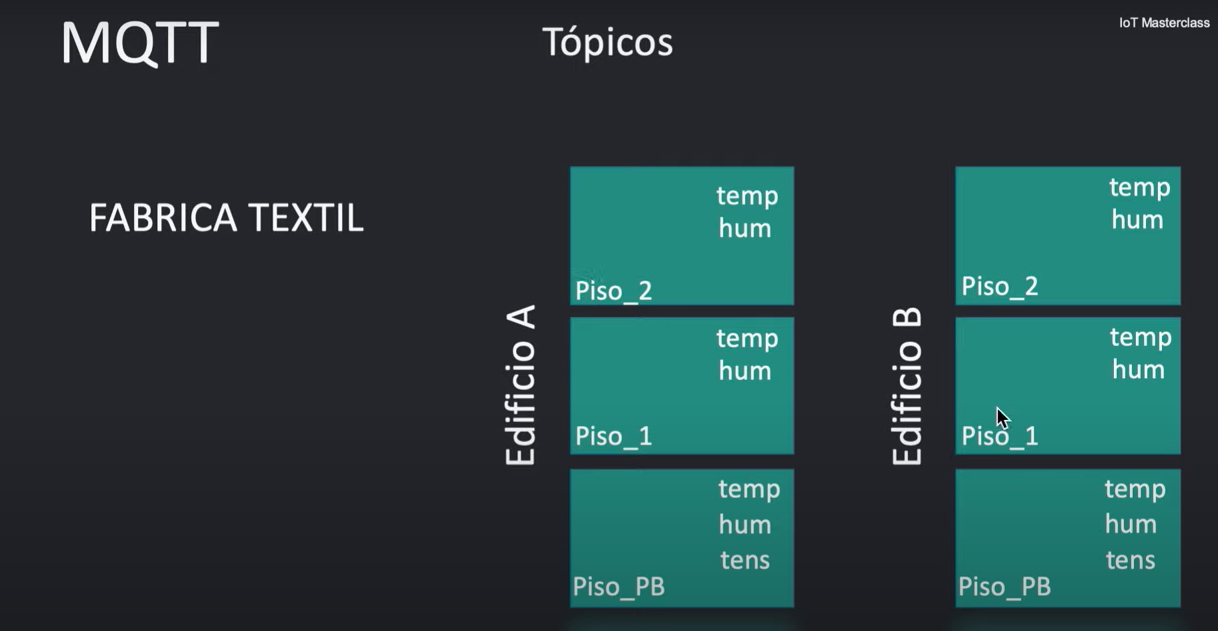 MQTT
Tópicos
IoT Masterclass
FABRICA TEXTIL
Edificio A
temp
hum
Piso_2
temp
hum
Piso_1
temp
hum
tens
Piso_PB
Edificio B
temp
hum
Piso_2
temp
hum
Piso_1
temp
hum
tens
Piso_PB